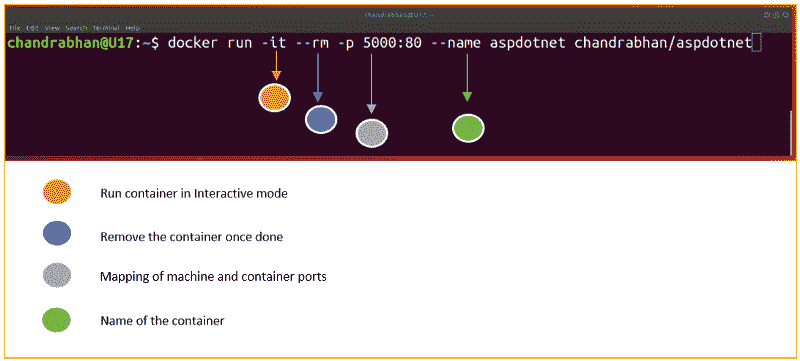 Chandrabhan@U17: ~
File Edit View Search Terminal Help
chandrabhan@U17:~$ docker run -it --rm -p 5000:80 --name aspdotnet chandrabhan/aspdotnet
Run container in Interactive mode
Remove the container once done
Mapping of machine and container ports
Name of the container